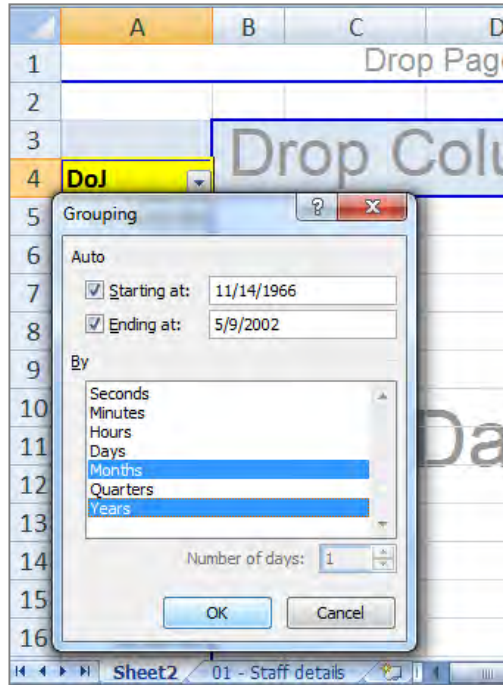 A B C D
1 Drop Page
2
3 Drop Colu
4 DoJ
5 Grouping ? X
6 Auto
7 Starting at: 11/14/1966
8 Ending at: 5/9/2002
9 By
Seconds
10 Minutes
Hours
11 Days Da
Months
12 Quarters
13 Years
14 Number of days: 1
15 OK Cancel
16
Sheet2 01 - Staff details